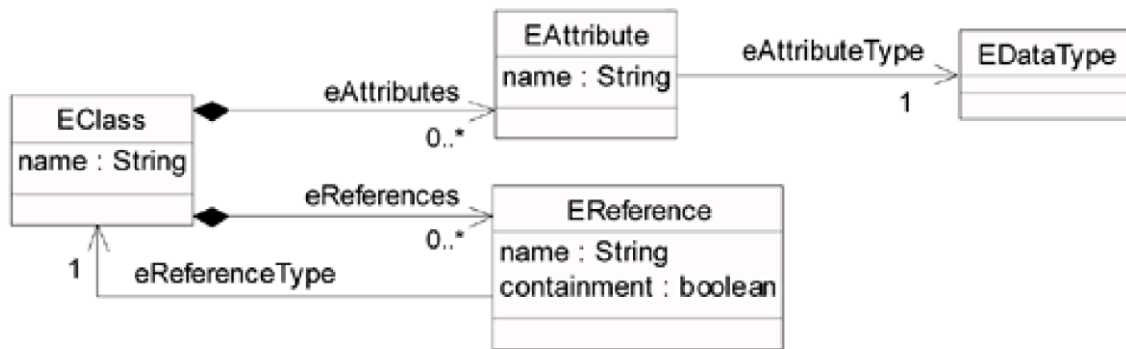 EAttribute
name : String
eAttributeType
1
EDataType
eAttributes
0..*
EClass
name : String
eReferences
0..*
EReference
name : String
containment : boolean
1
eReferenceType